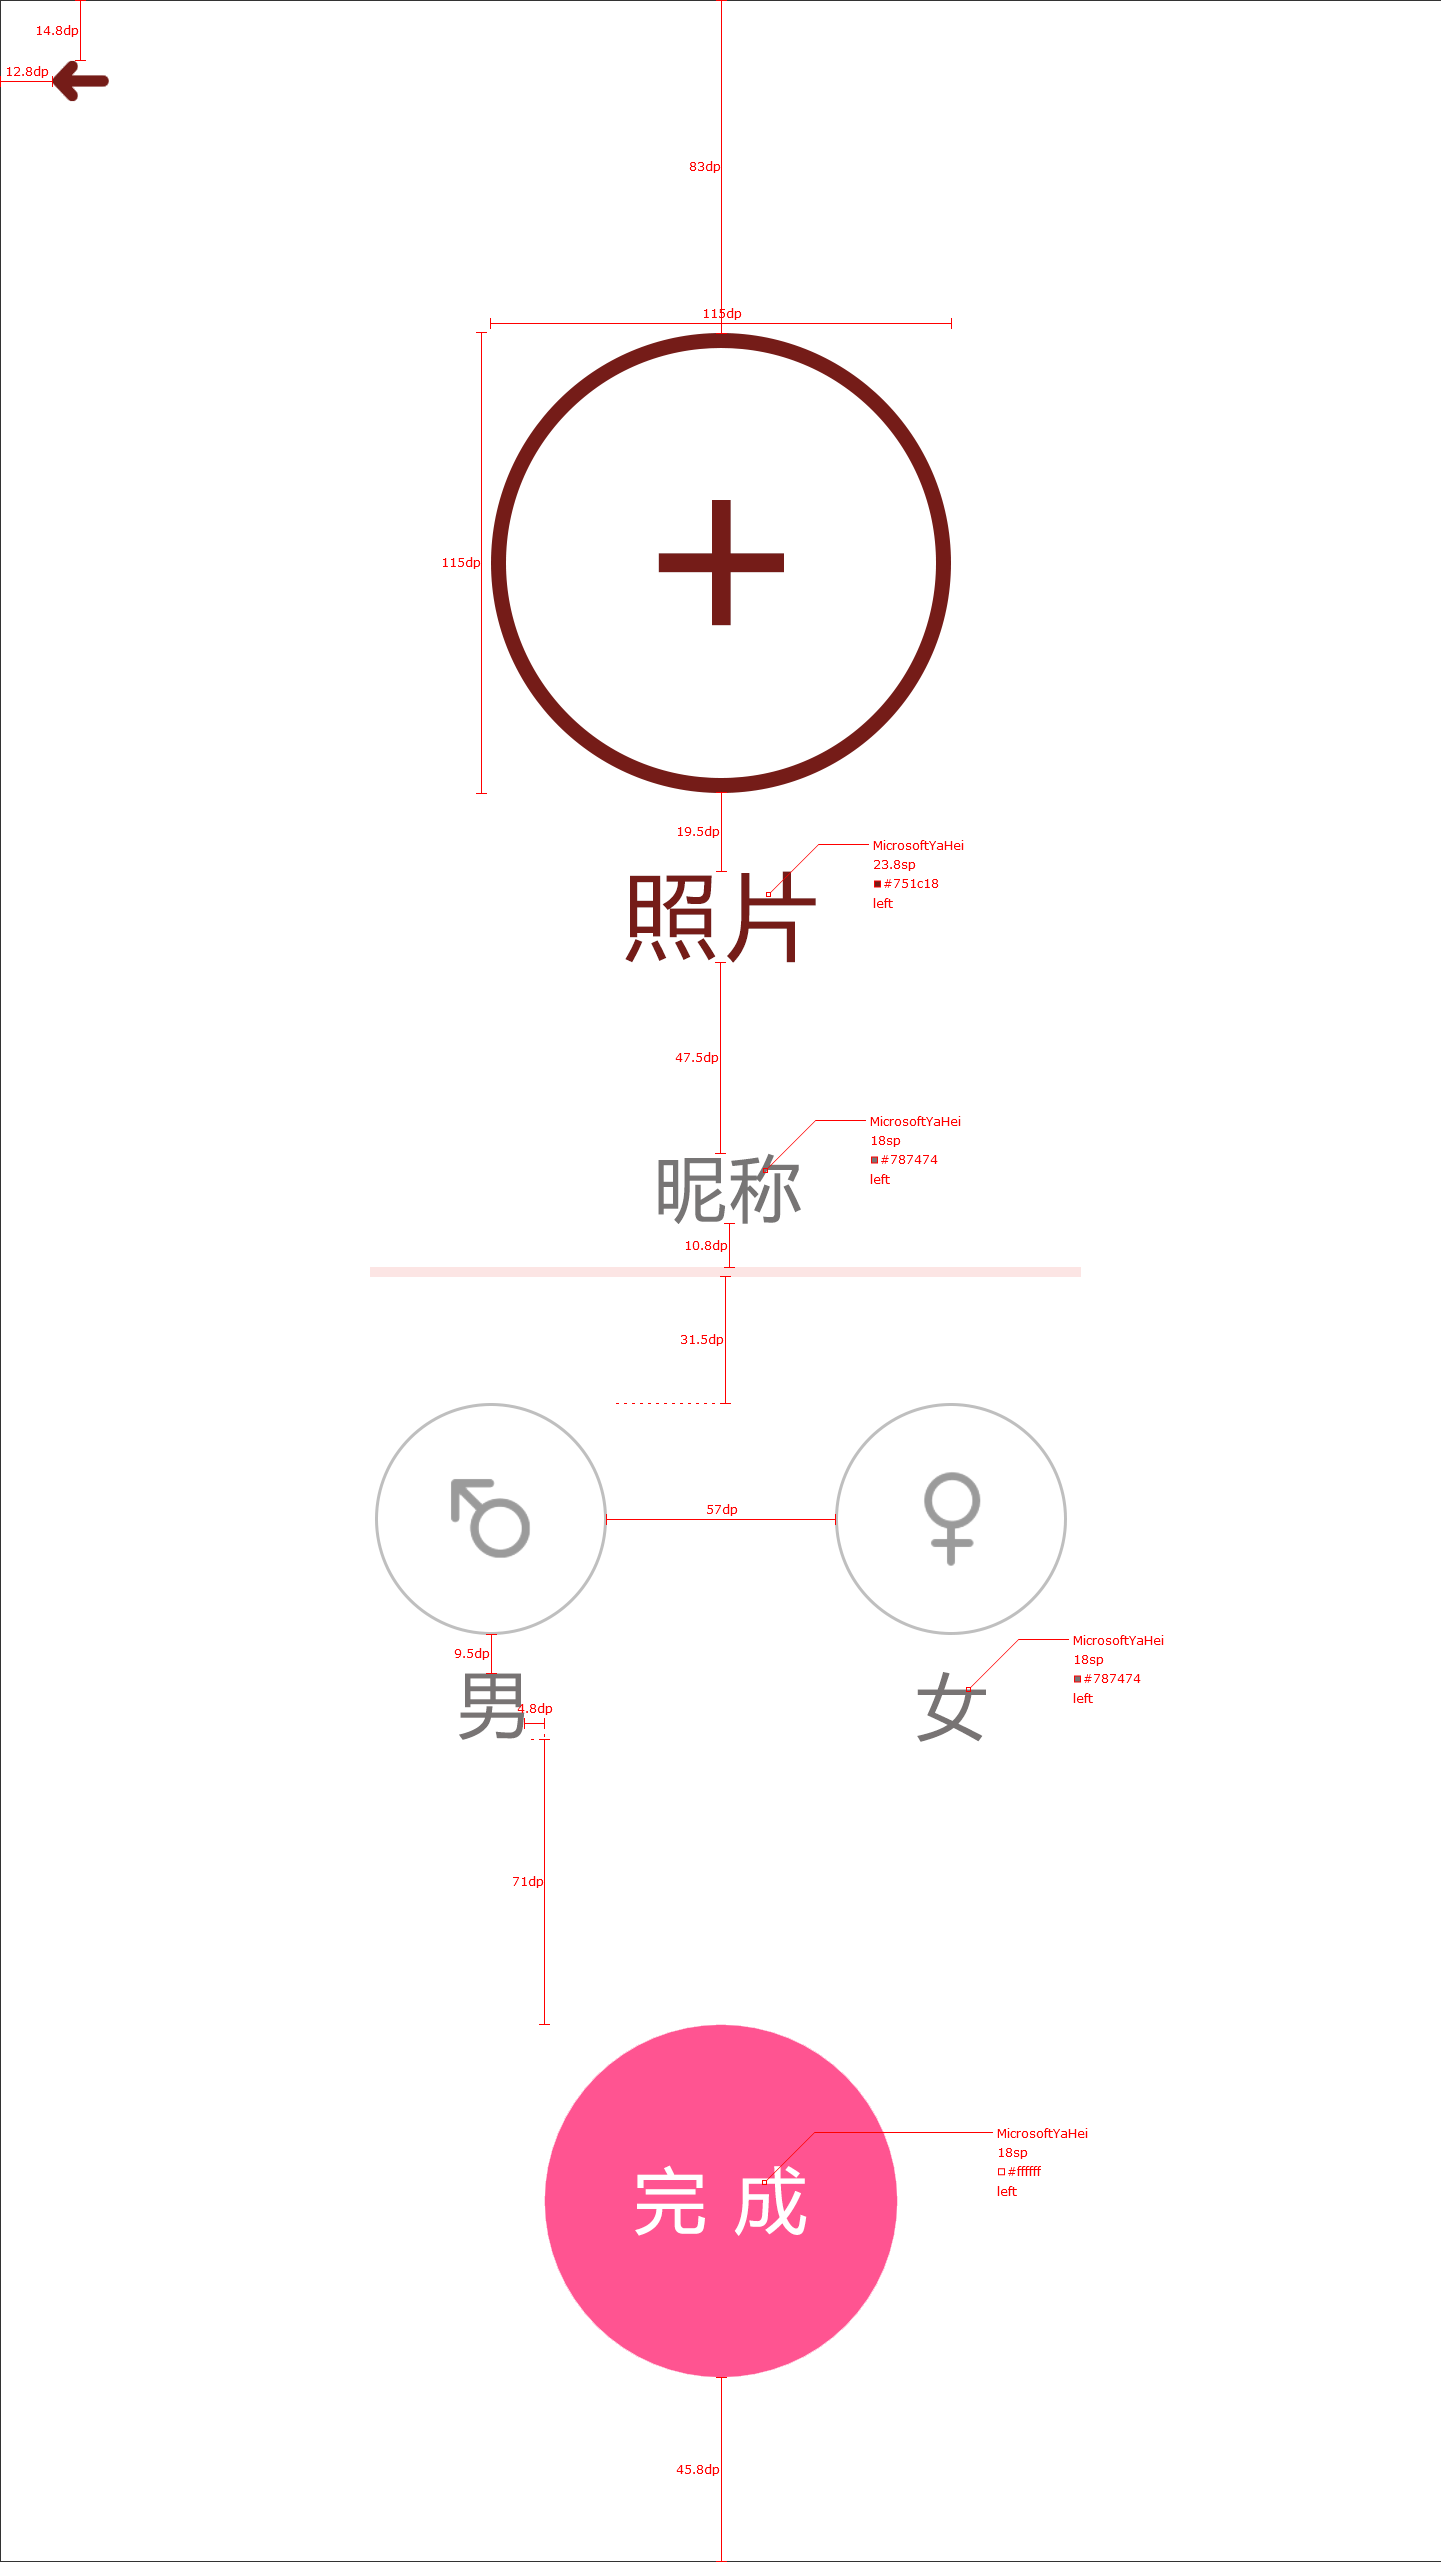 14.8dp
12.8dp
83dp
115dp
115dp
19.5dp
MicrosoftYaHei
23.8sp
#751c18
left
照片
47.5dp
MicrosoftYaHei
18sp
#787474
left
昵称
10.8dp
31.5dp
57dp
9.5dp
MicrosoftYaHei
18sp
#787474
left
男
女
4.8dp
71dp
MicrosoftYaHei
18sp
#ffffff
left
完 成
45.8dp